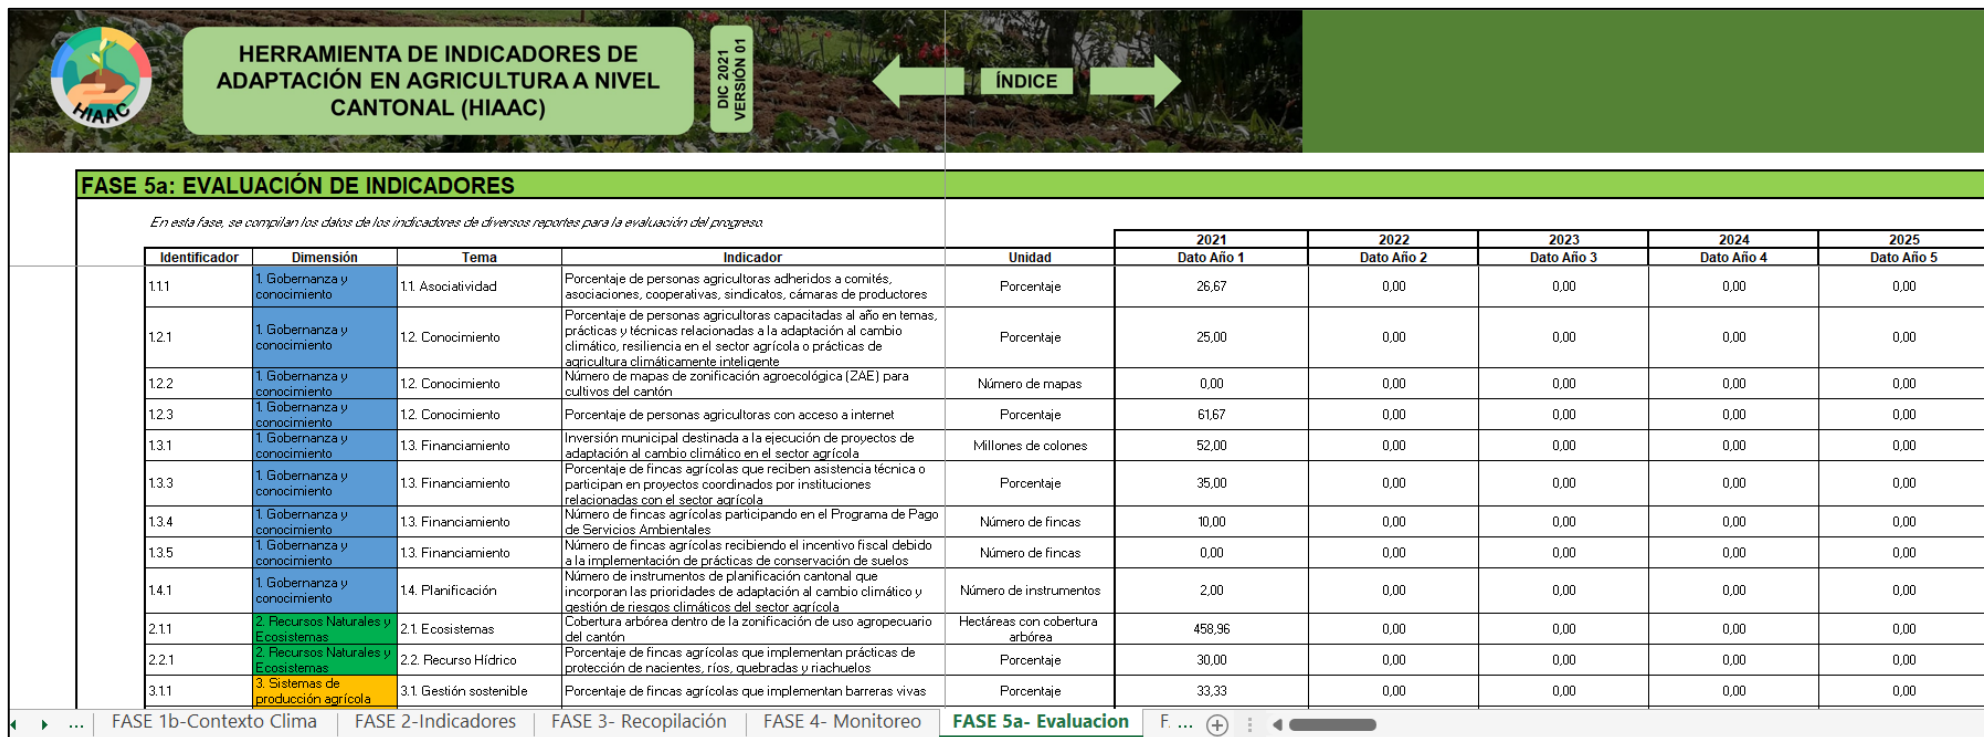 HERRAMIENTA DE INDICADORES DE
ADAPTACIÓN EN AGRICULTURA A NIVEL
CANTONAL (HIAAC)
DIC 2021
VERSIÓN 01
ÍNDICE
HIAAC
FASE 5a: EVALUACIÓN DE INDICADORES
En esta fase, se compilan los datos de los indicadores de diversos reportes para la evaluación del progreso.
2021 2022 2023 2024 2025
Identificador Dimensión Tema Indicador Unidad Dato Año 1 Dato Año 2 Dato Año 3 Dato Año 4 Dato Año 5
1.1.1 1. Gobernanza y conocimiento 1.1. Asociatividad Porcentaje de personas agricultoras adheridos a comités, asociaciones, cooperativas, sindicatos, cámaras de productores Porcentaje 26,67 0,00 0,00 0,00 0,00
1.2.1 1. Gobernanza y conocimiento 1.2. Conocimiento Porcentaje de personas agricultoras capacitadas al año en temas, prácticas y técnicas relacionadas a la adaptación al cambio climático, resiliencia en el sector agrícola o prácticas de agricultura climáticamente inteligente Porcentaje 25,00 0,00 0,00 0,00 0,00
1.2.2 1. Gobernanza y conocimiento 1.2. Conocimiento Número de mapas de zonificación agroecológica (ZAE) para cultivos del cantón Número de mapas 0,00 0,00 0,00 0,00 0,00
1.2.3 1. Gobernanza y conocimiento 1.2. Conocimiento Porcentaje de personas agricultoras con acceso a internet Porcentaje 61,67 0,00 0,00 0,00 0,00
1.3.1 1. Gobernanza y conocimiento 1.3. Financiamiento Inversión municipal destinada a la ejecución de proyectos de adaptación al cambio climático en el sector agrícola Millones de colones 52,00 0,00 0,00 0,00 0,00
1.3.3 1. Gobernanza y conocimiento 1.3. Financiamiento Porcentaje de fincas agrícolas que reciben asistencia técnica o participan en proyectos coordinados por instituciones relacionadas con el sector agrícola Porcentaje 35,00 0,00 0,00 0,00 0,00
1.3.4 1. Gobernanza y conocimiento 1.3. Financiamiento Número de fincas agrícolas participando en el Programa de Pago de Servicios Ambientales Número de fincas 10,00 0,00 0,00 0,00 0,00
1.3.5 1. Gobernanza y conocimiento 1.3. Financiamiento Número de fincas agrícolas recibiendo el incentivo fiscal debido a la implementación de prácticas de conservación de suelos Número de fincas 0,00 0,00 0,00 0,00 0,00
1.4.1 1. Gobernanza y conocimiento 1.4. Planificación Número de instrumentos de planificación cantonal que incorporan las prioridades de adaptación al cambio climático y gestión de riesgos climáticos del sector agrícola Número de instrumentos 2,00 0,00 0,00 0,00 0,00
2.1.1 2. Recursos Naturales y Ecosistemas 2.1. Ecosistemas Cobertura arbórea dentro de la zonificación de uso agropecuario del cantón Hectáreas con cobertura arbórea 458,96 0,00 0,00 0,00 0,00
2.2.1 2. Recursos Naturales y Ecosistemas 2.2. Recurso Hídrico Porcentaje de fincas agrícolas que implementan prácticas de protección de nacientes, ríos, quebradas y riachuelos Porcentaje 30,00 0,00 0,00 0,00 0,00
3.1.1 3. Sistemas de producción agrícola 3.1. Gestión sostenible Porcentaje de fincas agrícolas que implementan barreras vivas Porcentaje 33,33 0,00 0,00 0,00 0,00
... FASE 1b-Contexto Clima FASE 2-Indicadores FASE 3- Recopilación FASE 4- Monitoreo FASE 5a- Evaluacion F. ...